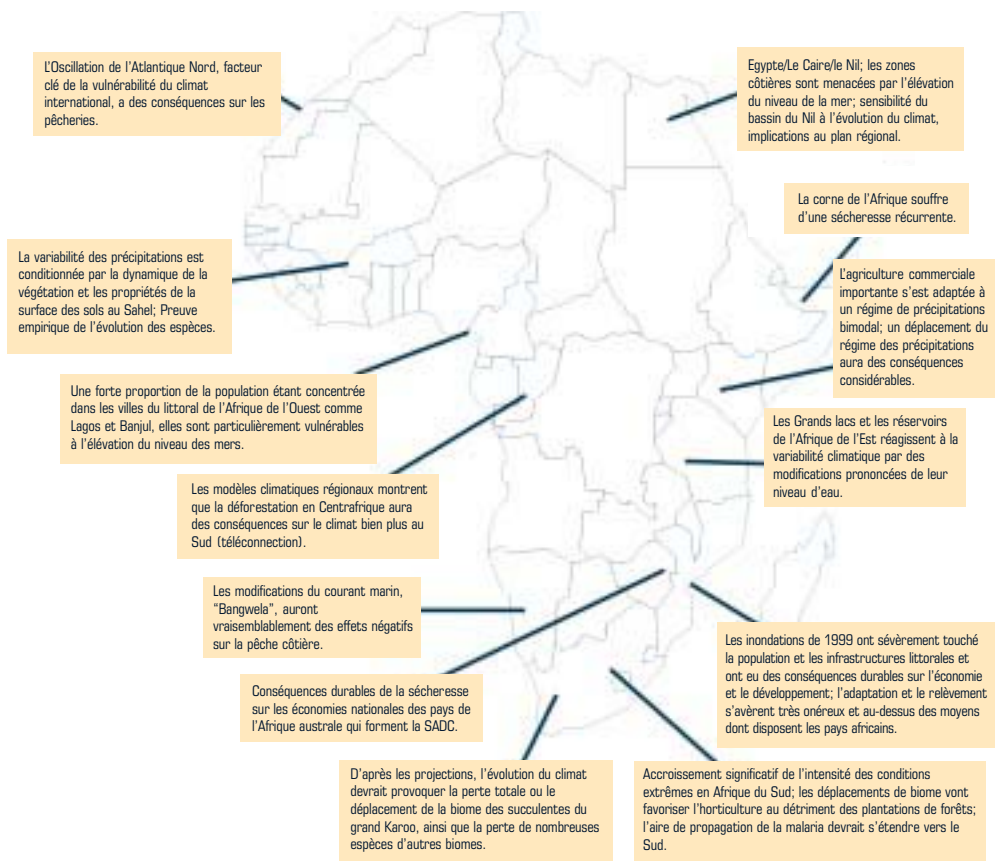 L'Oscillation de l'Atlantique Nord, facteur
clé de la vulnérabilité du climat
international, a des conséquences sur les
pêcheries.
Egypte/Le Caire/le Nil; les zones
côtières sont menacées par l'élévation
du niveau de la mer; sensibilité du
bassin du Nil à l'évolution du climat,
implications au plan régional.
La corne de l'Afrique souffre
d'une sécheresse récurrente.
La variabilité des précipitations est
conditionnée par la dynamique de la
végétation et les propriétés de la
surface des sols au Sahel; Preuve
empirique de l'évolution des espèces.
L'agriculture commerciale
importante s'est adaptée à
un régime de précipitations
bimodal; un déplacement du
régime des précipitations
aura des conséquences
considérables.
Une forte proportion de la population étant concentrée
dans les villes du littoral de l'Afrique de l'Ouest comme
Lagos et Banjul, elles sont particulièrement vulnérables
à l'élévation du niveau des mers.
Les Grands lacs et les réservoirs
de l'Afrique de l'Est réagissent à la
variabilité climatique par des
modifications prononcées de leur
niveau d'eau.
Les modèles climatiques régionaux montrent
que la déforestation en Centrafrique aura
des conséquences sur le climat bien plus au
Sud (téléconnection).
Les modifications du courant marin,
"Bangwela", auront
vraisemblablement des effets négatifs
sur la pêche côtière.
Les inondations de 1999 ont sévèrement touché
la population et les infrastructures littorales et
ont eu des conséquences durables sur l'économie
et le développement; l'adaptation et le relèvement
s'avèrent très onéreux et au-dessus des moyens
dont disposent les pays africains.
Conséquences durables de la sécheresse
sur les économies nationales des pays de
l'Afrique australe qui forment la SADC.
D'après les projections, l'évolution du climat
devrait provoquer la perte totale ou le
déplacement de la biome des succulentes du
grand Karoo, ainsi que la perte de nombreuses
espèces d'autres biomes.
Accroissement significatif de l'intensité des conditions
extrêmes en Afrique du Sud; les déplacements de biome vont
favoriser l'horticulture au détriment des plantations de forêts;
l'aire de propagation de la malaria devrait s'étendre vers le
Sud.